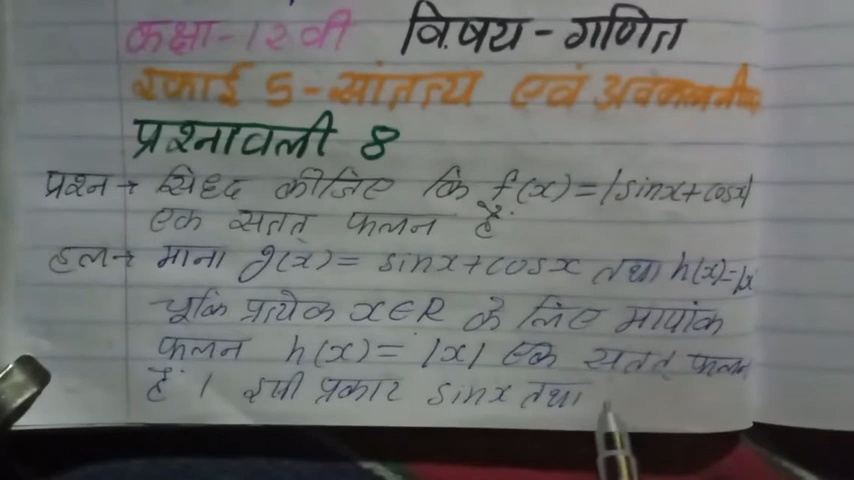 कक्षा-12वी विषय-गणित
इकाई 5-सांतत्य एवं अवकलनीय
प्रश्नावली 8
प्रश्न→ सिध्द कीजिए कि f(x)=|sinx+cosx|
एक सतत् फलन हैं
हल→ माना g(x)= sinx+cosx तथा h(x)=|x
चूकि प्रत्येक x∈R के लिए मापांक
फलन h(x)= |x| एक सतत् फलन
हैं। इसी प्रकार sinx तथा